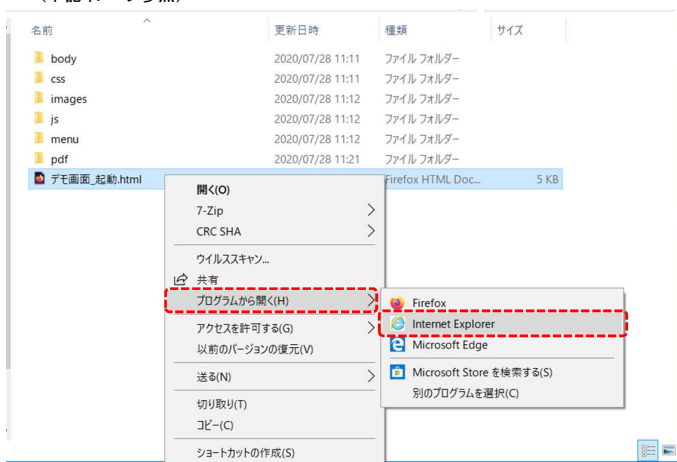 名前 更新日時 種類 サイズ
body 2020/07/28 11:11 ファイル フォルダー
css 2020/07/28 11:11 ファイル フォルダー
images 2020/07/28 11:12 ファイル フォルダー
js 2020/07/28 11:12 ファイル フォルダー
menu 2020/07/28 11:12 ファイル フォルダー
pdf 2020/07/28 11:21 ファイル フォルダー
デモ画面_起動.html Firefox HTML Doc... 5 KB
開く(O)
7-Zip
CRC SHA
ウイルススキャン...
共有
プログラムから開く(H)
アクセスを許可する(G)
以前のバージョンの復元(V)
送る(N)
切り取り(T)
コピー(C)
ショートカットの作成(S)
Firefox
Internet Explorer
Microsoft Edge
Microsoft Store を検索する(S)
別のプログラムを選択(C)